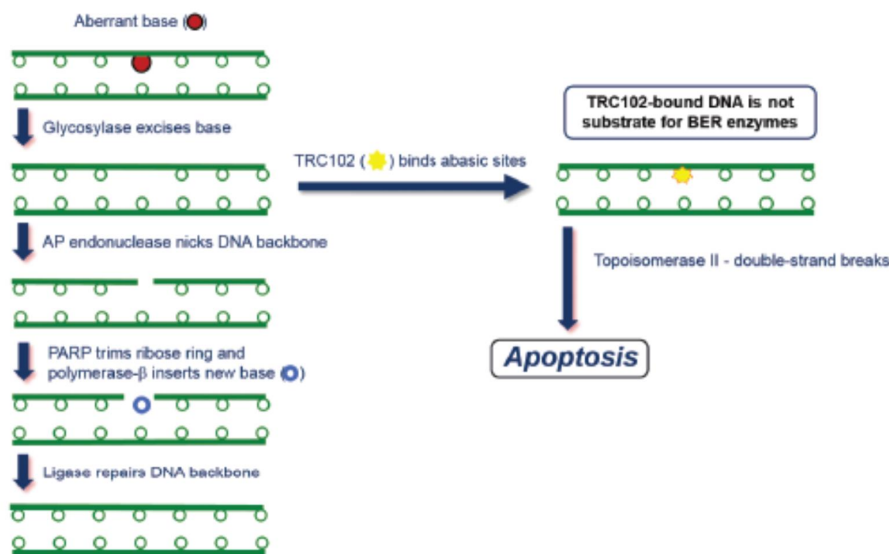 Aberrant base ( )
Glycosylase excises base
TRC102 ( ) binds abasic sites
TRC102-bound DNA is not
substrate for BER enzymes
AP endonuclease nicks DNA backbone
Topoisomerase II - double-strand breaks
PARP trims ribose ring and
polymerase-β inserts new base ( )
Apoptosis
Ligase repairs DNA backbone